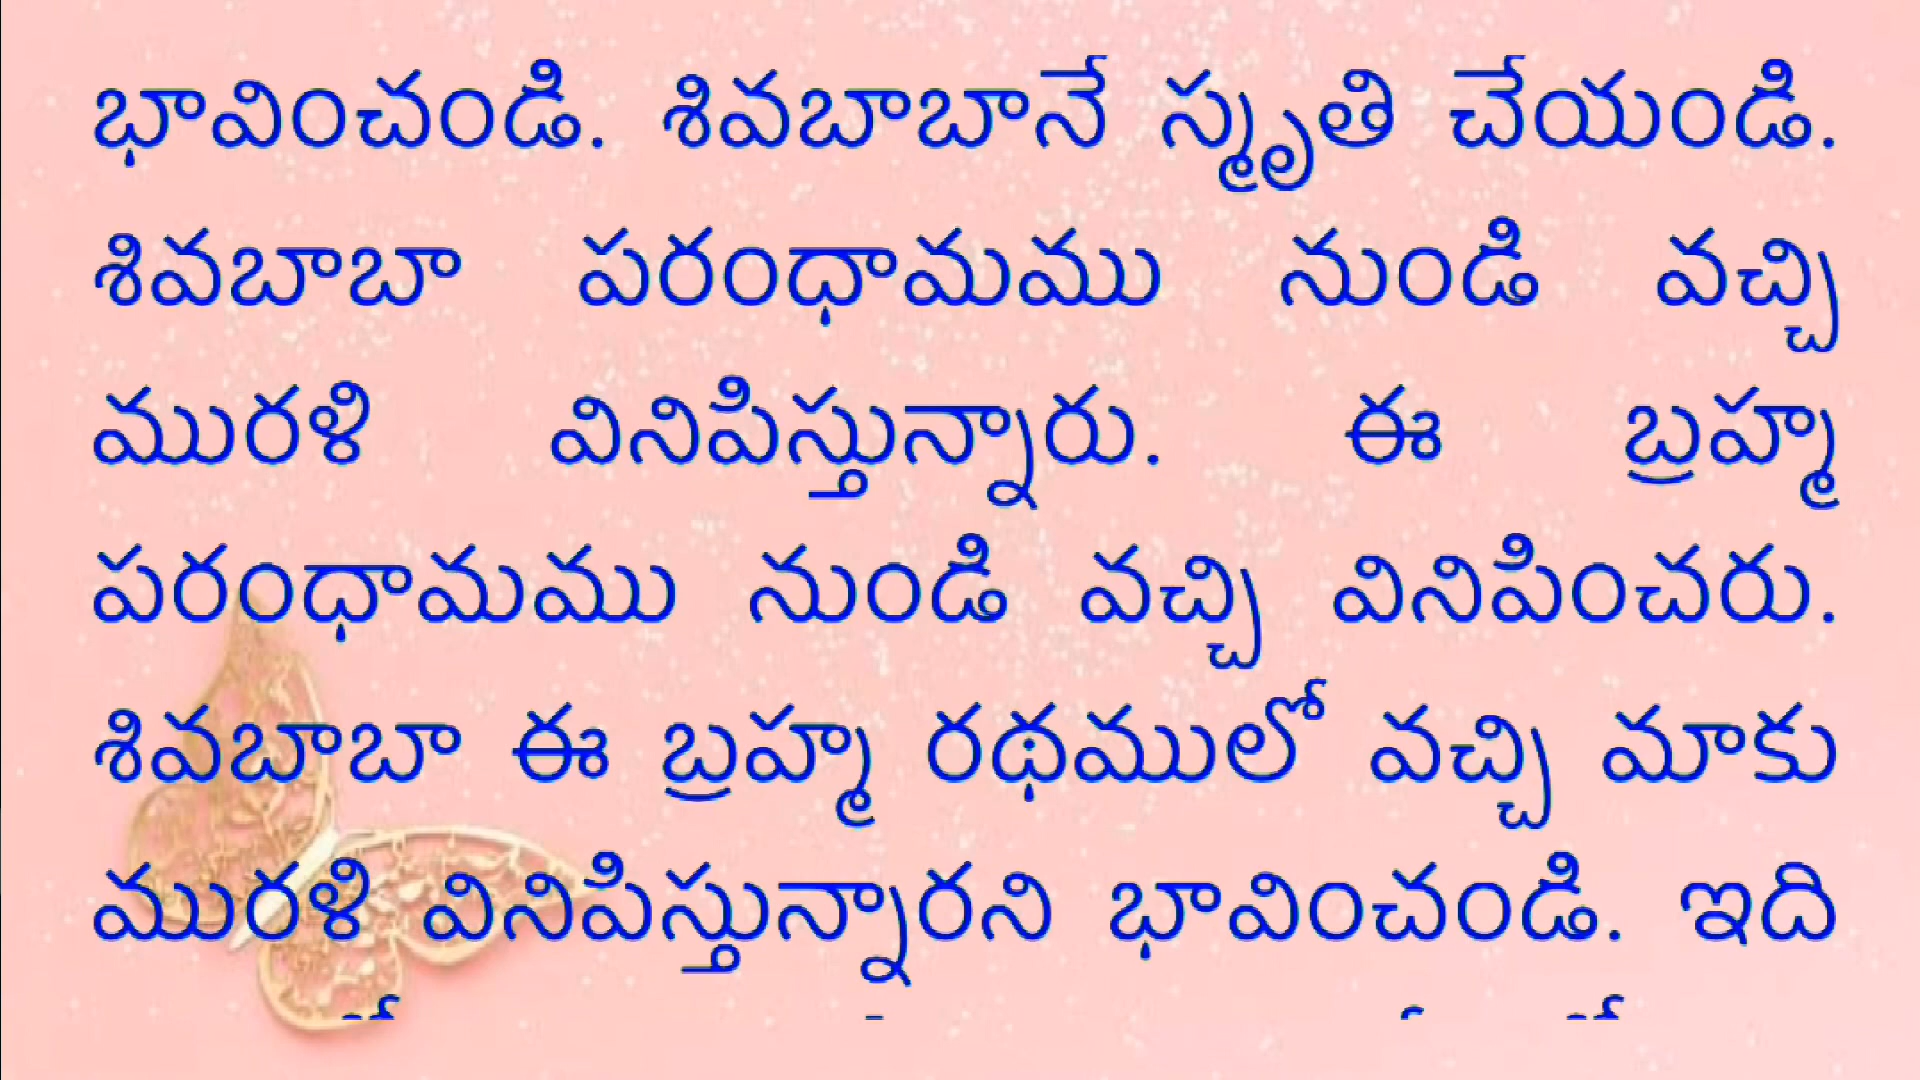 భావించండి. శివబాబానే స్మృతి చేయండి.
శివబాబా పరంధామము నుండి వచ్చి
మురళి వినిపిస్తున్నారు. ఈ బ్రహ్మ
పరంధామము నుండి వచ్చి వినిపించరు.
శివబాబా ఈ బ్రహ్మ రథములో వచ్చి మాకు
మురళి వినిపిస్తున్నారని భావించండి. ఇది